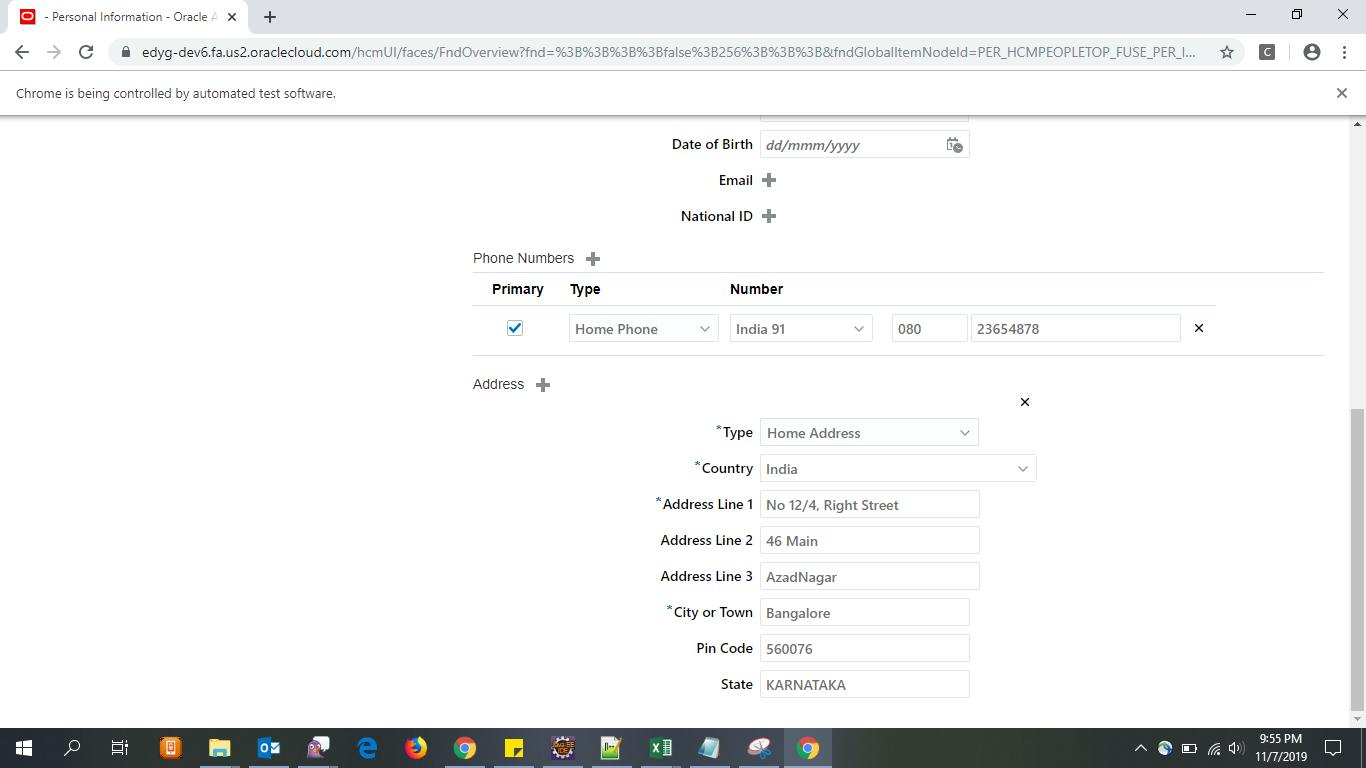 - Personal Information - Oracle A
edyg-dev6.fa.us2.oraclecloud.com/hcmUI/faces/FndOverview?fnd=%3B%3B%3B%3Bfalse%3B256%3B%3B%3B&fndGlobalItemNodeId=PER_HCMPEOPLETOP_FUSE_PER_I...
Chrome is being controlled by automated test software.
Date of Birth dd/mmm/yyyy
Email
National ID
Phone Numbers
Primary Type Number
Home Phone India 91 080 23654878
Address
*Type Home Address
*Country India
*Address Line 1 No 12/4, Right Street
Address Line 2 46 Main
Address Line 3 AzadNagar
*City or Town Bangalore
Pin Code 560076
State KARNATAKA
9:55 PM
11/7/2019